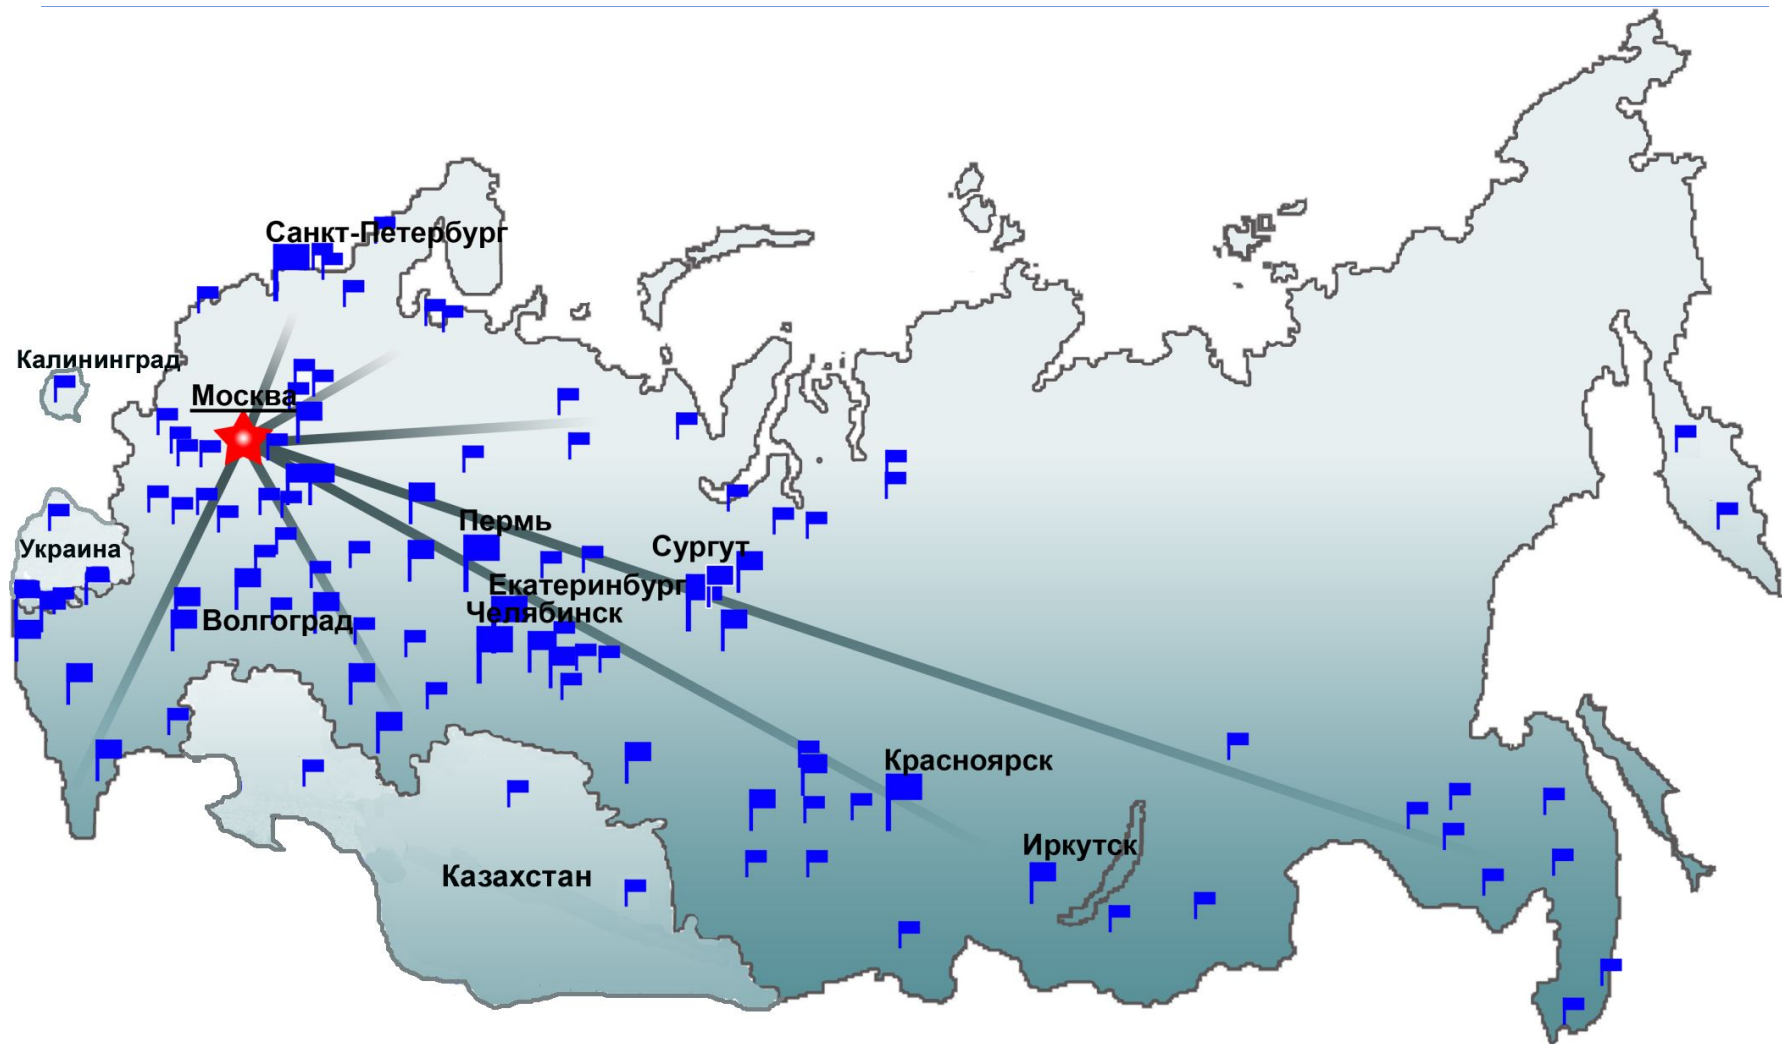 Санкт-Петербург
Калининград
Москва
Пермь
Украина
Сургут
Екатеринбург
Челябинск
Волгоград
Красноярск
Иркутск
Казахстан